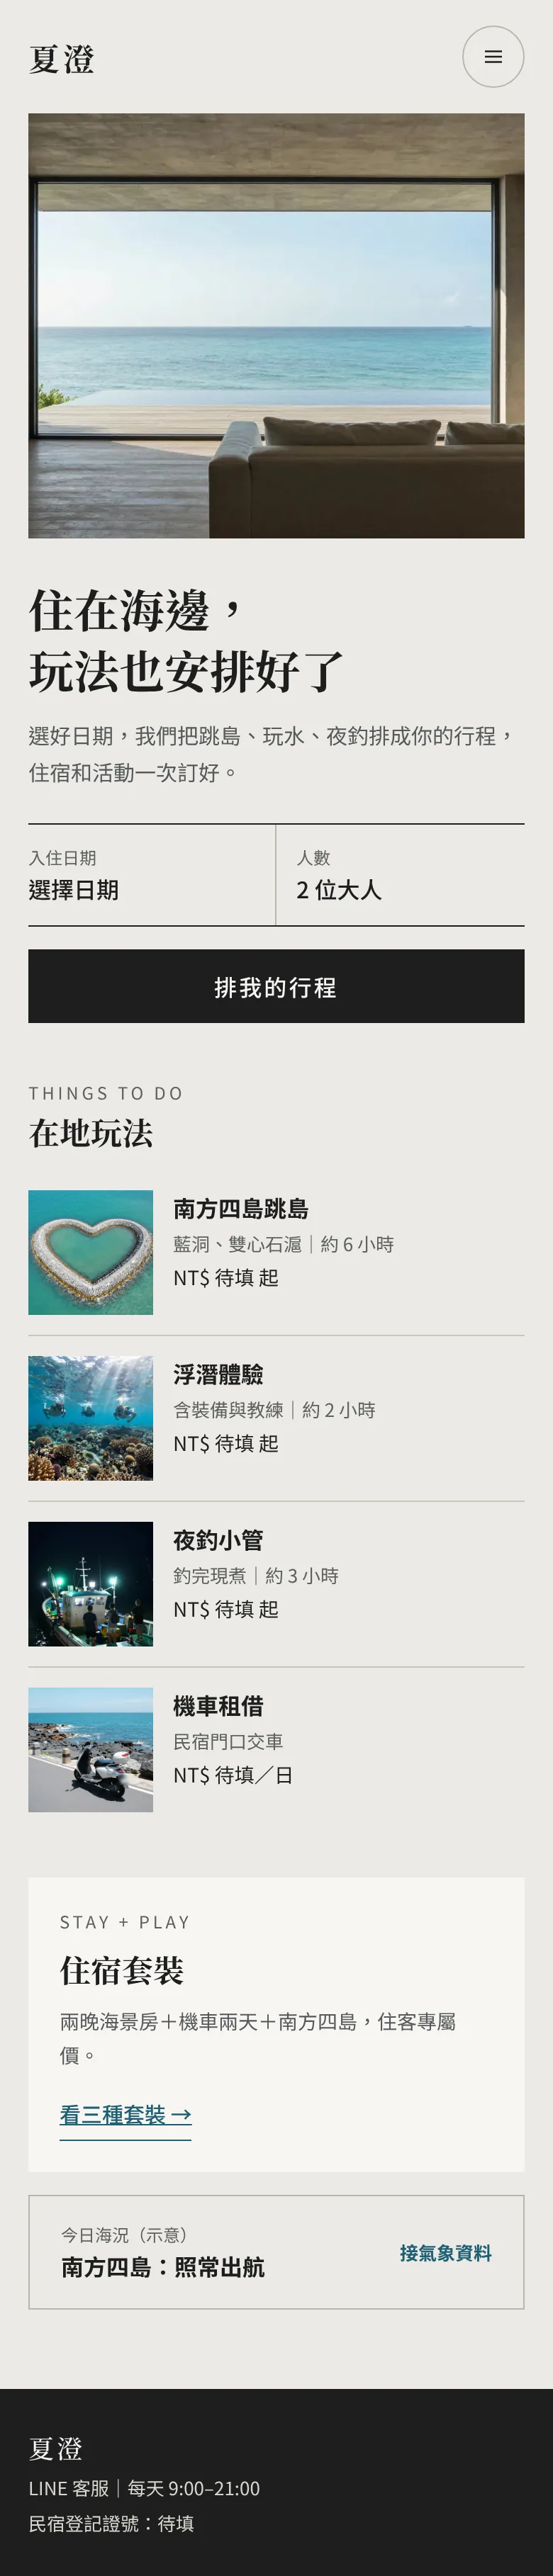 夏澄
住在海邊，
玩法也安排好了
選好日期，我們把跳島、玩水、夜釣排成你的行程，
住宿和活動一次訂好。
入住日期
選擇日期
人數
2 位大人
排我的行程
THINGS TO DO
在地玩法
南方四島跳島
藍洞、雙心石滬｜約 6 小時
NT$ 待填 起
浮潛體驗
含裝備與教練｜約 2 小時
NT$ 待填 起
夜釣小管
釣完現煮｜約 3 小時
NT$ 待填 起
機車租借
民宿門口交車
NT$ 待填／日
STAY + PLAY
住宿套裝
兩晚海景房＋機車兩天＋南方四島，住客專屬
價。
看三種套裝 →
今日海況（示意）
南方四島：照常出航
接氣象資料
夏澄
LINE 客服｜每天 9:00–21:00
民宿登記證號：待填